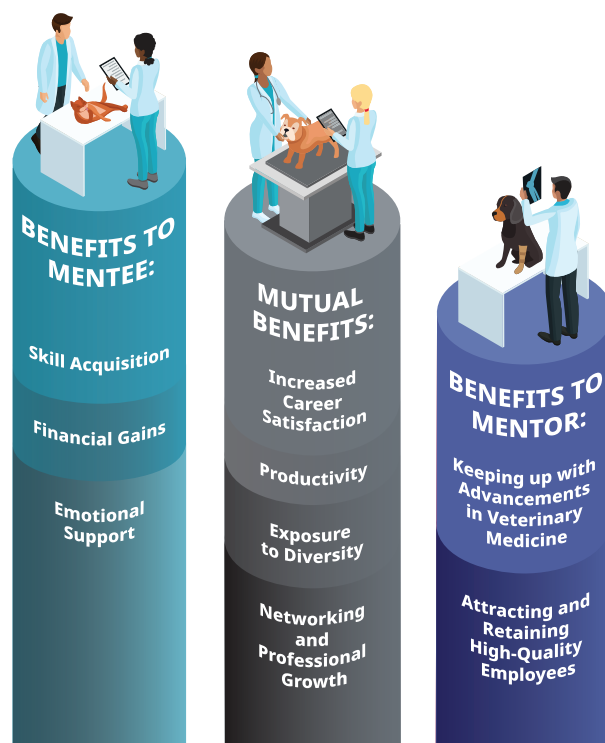 BENEFITS TO
MENTEE:
Skill Acquisition
Financial Gains
Emotional
Support
MUTUAL
BENEFITS:
Increased
Career
Satisfaction
Productivity
Exposure
to Diversity
Networking
and
Professional
Growth
BENEFITS TO
MENTOR:
Keeping up with
Advancements
in Veterinary
Medicine
Attracting and
Retaining
High-Quality
Employees